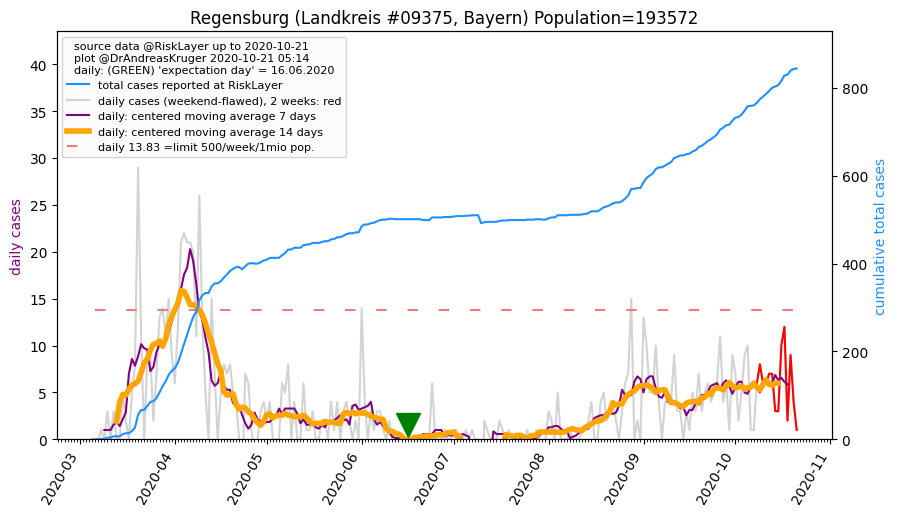 Regensburg (Landkreis #09375, Bayern) Population=193572
source data @RiskLayer up to 2020-10-21
plot @DrAndreasKruger 2020-10-21 05:14
daily: (GREEN) 'expectation day' = 16.06.2020
total cases reported at RiskLayer
daily cases (weekend-flawed), 2 weeks: red
daily: centered moving average 7 days
daily: centered moving average 14 days
daily 13.83 =limit 500/week/1mio pop.
daily cases
40
35
30
25
20
15
10
5
0
cumulative total cases
800
600
400
200
0
2020-03
2020-04
2020-05
2020-06
2020-07
2020-08
2020-09
2020-10
2020-11